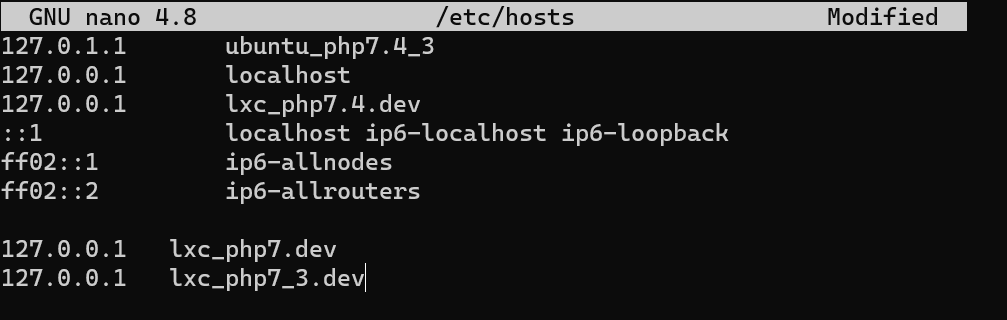 GNU nano 4.8 /etc/hosts Modified
127.0.1.1 ubuntu_php7.4_3
127.0.0.1 localhost
127.0.0.1 lxc_php7.4.dev
::1 localhost ip6-localhost ip6-loopback
ff02::1 ip6-allnodes
ff02::2 ip6-allrouters
127.0.0.1 lxc_php7.dev
127.0.0.1 lxc_php7_3.dev